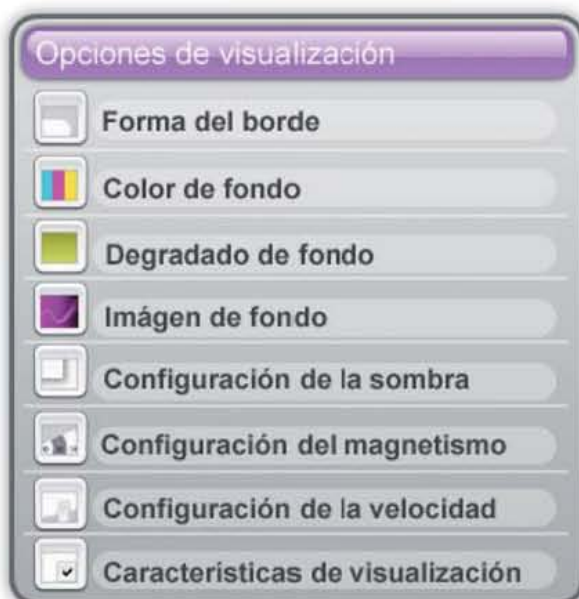 Opciones de visualización
Forma del borde
Color de fondo
Degradado de fondo
Imágen de fondo
Configuración de la sombra
Configuración del magnetismo
Configuración de la velocidad
Características de visualización